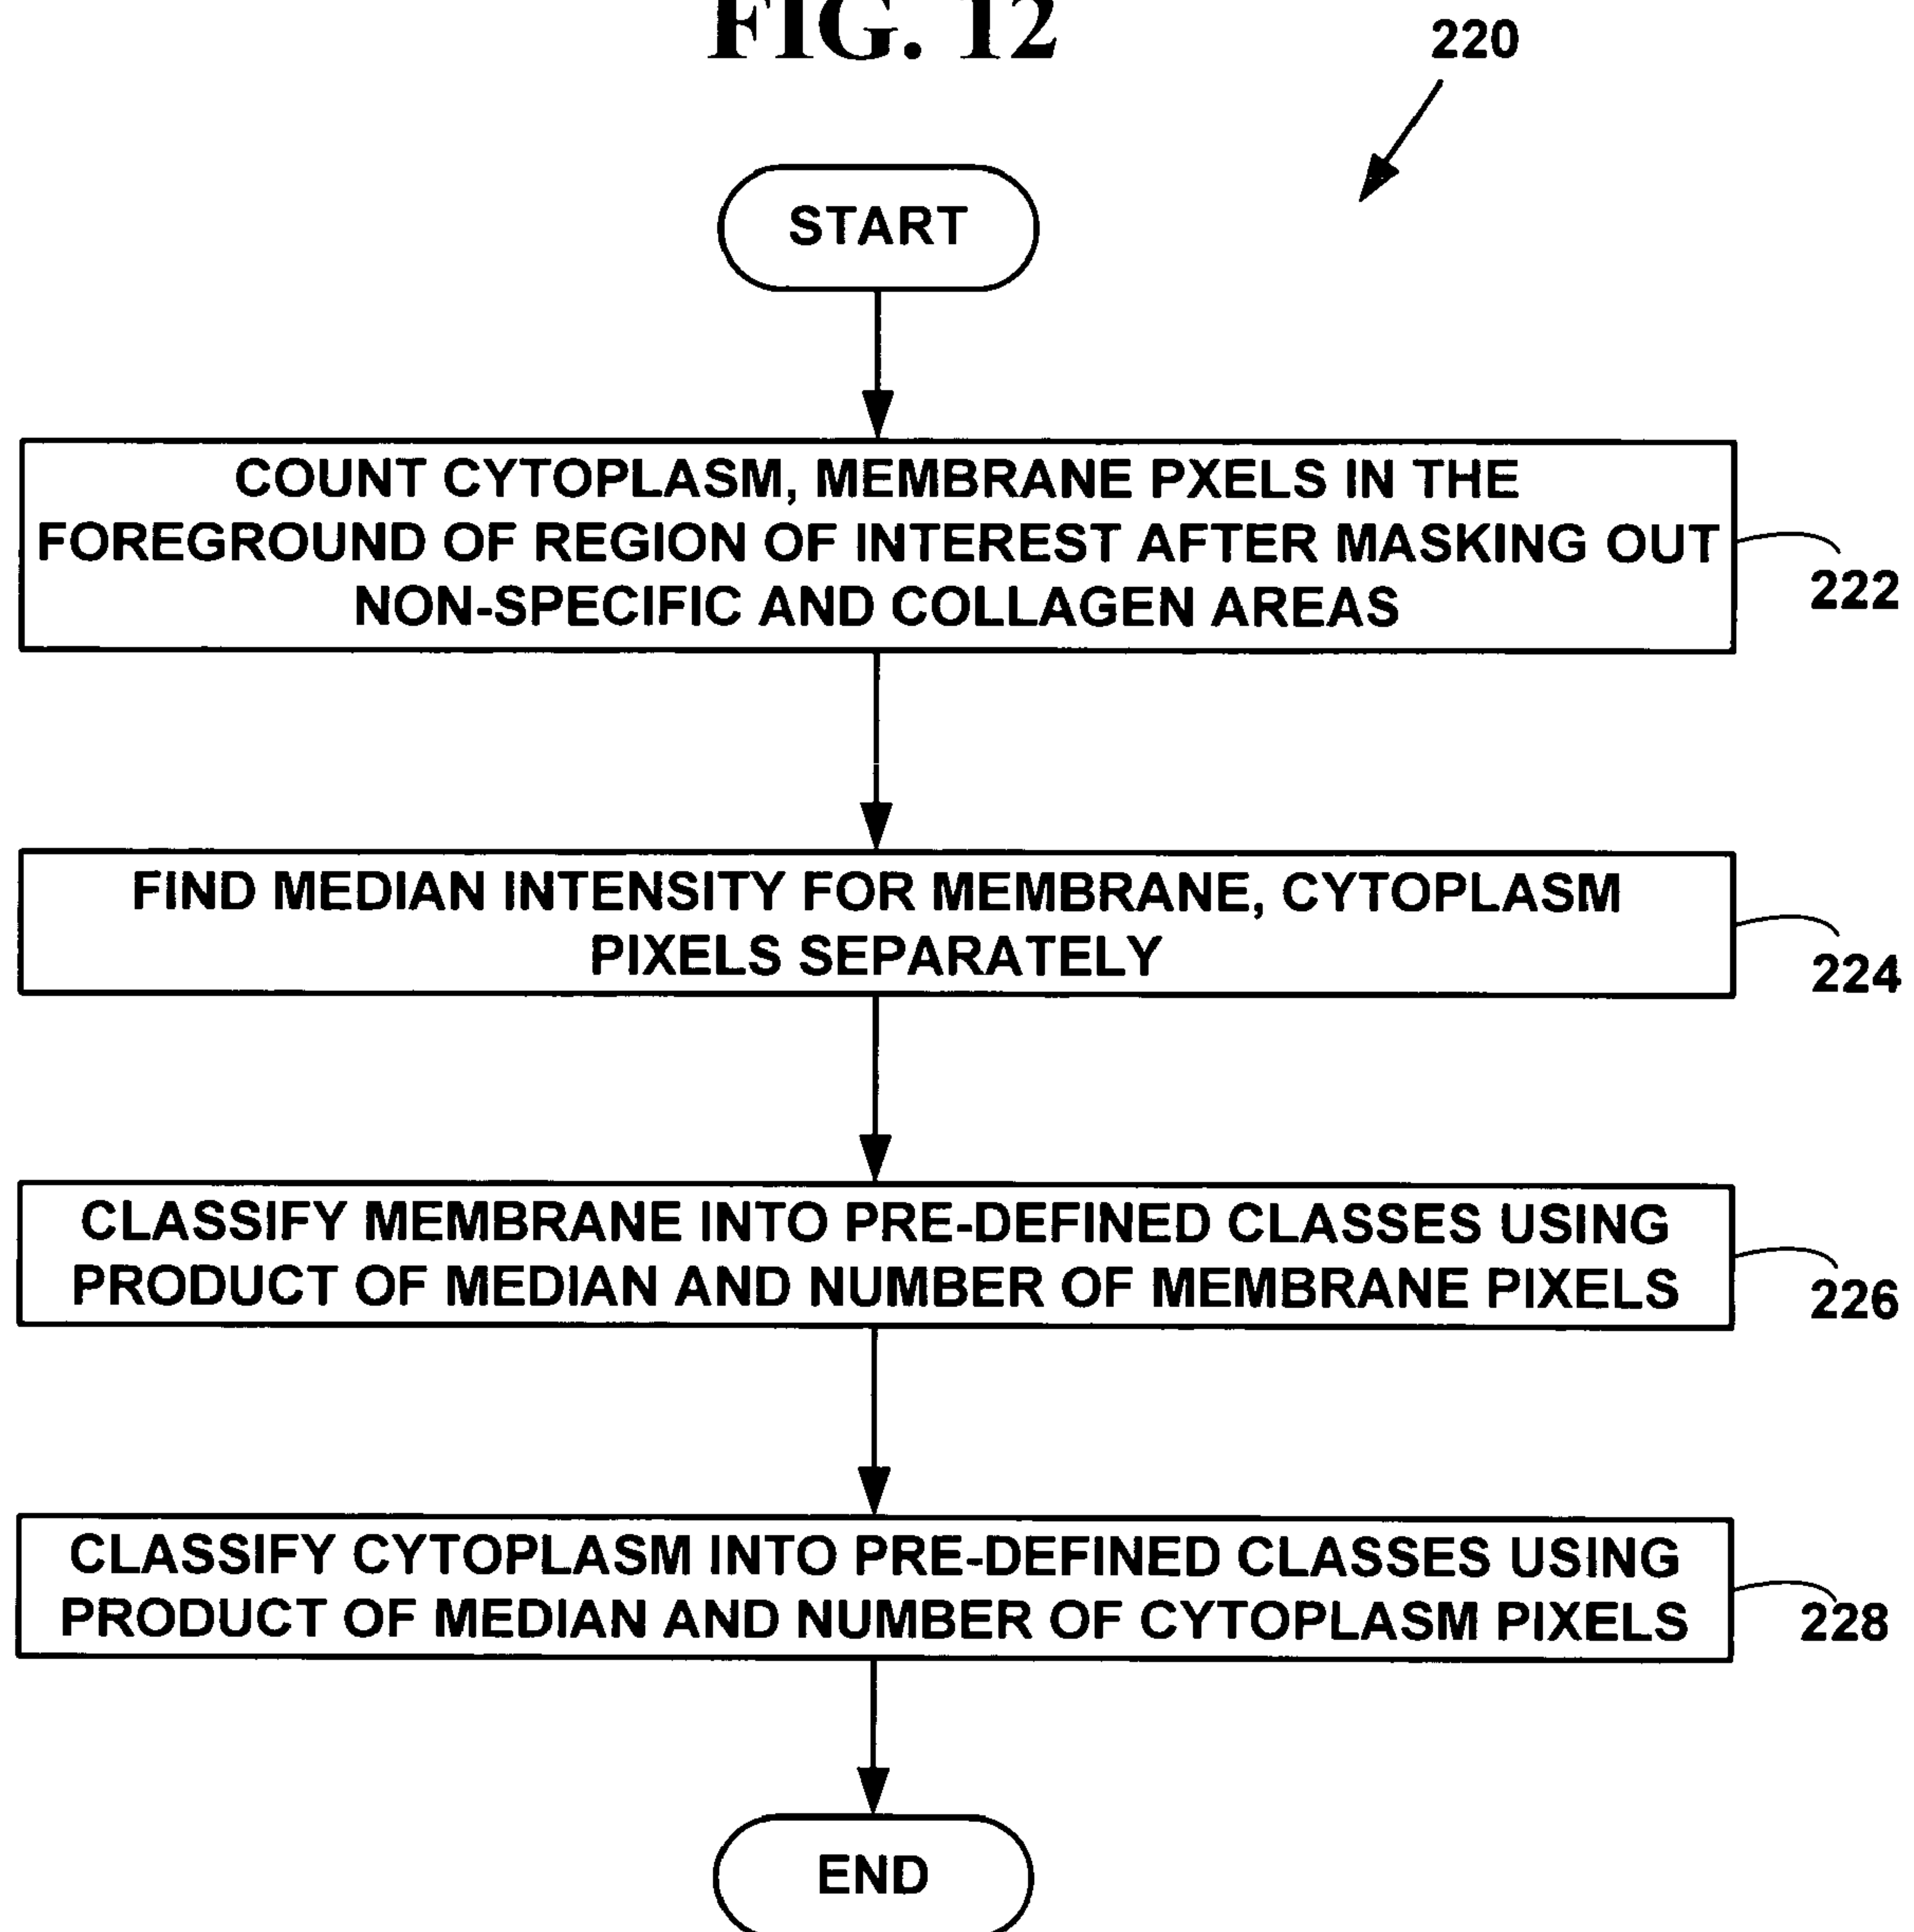 FIG. 12
220
START
COUNT CYTOPLASM, MEMBRANE PXELS IN THE
FOREGROUND OF REGION OF INTEREST AFTER MASKING OUT
NON-SPECIFIC AND COLLAGEN AREAS
222
FIND MEDIAN INTENSITY FOR MEMBRANE, CYTOPLASM
PIXELS SEPARATELY
224
CLASSIFY MEMBRANE INTO PRE-DEFINED CLASSES USING
PRODUCT OF MEDIAN AND NUMBER OF MEMBRANE PIXELS
226
CLASSIFY CYTOPLASM INTO PRE-DEFINED CLASSES USING
PRODUCT OF MEDIAN AND NUMBER OF CYTOPLASM PIXELS
228
END